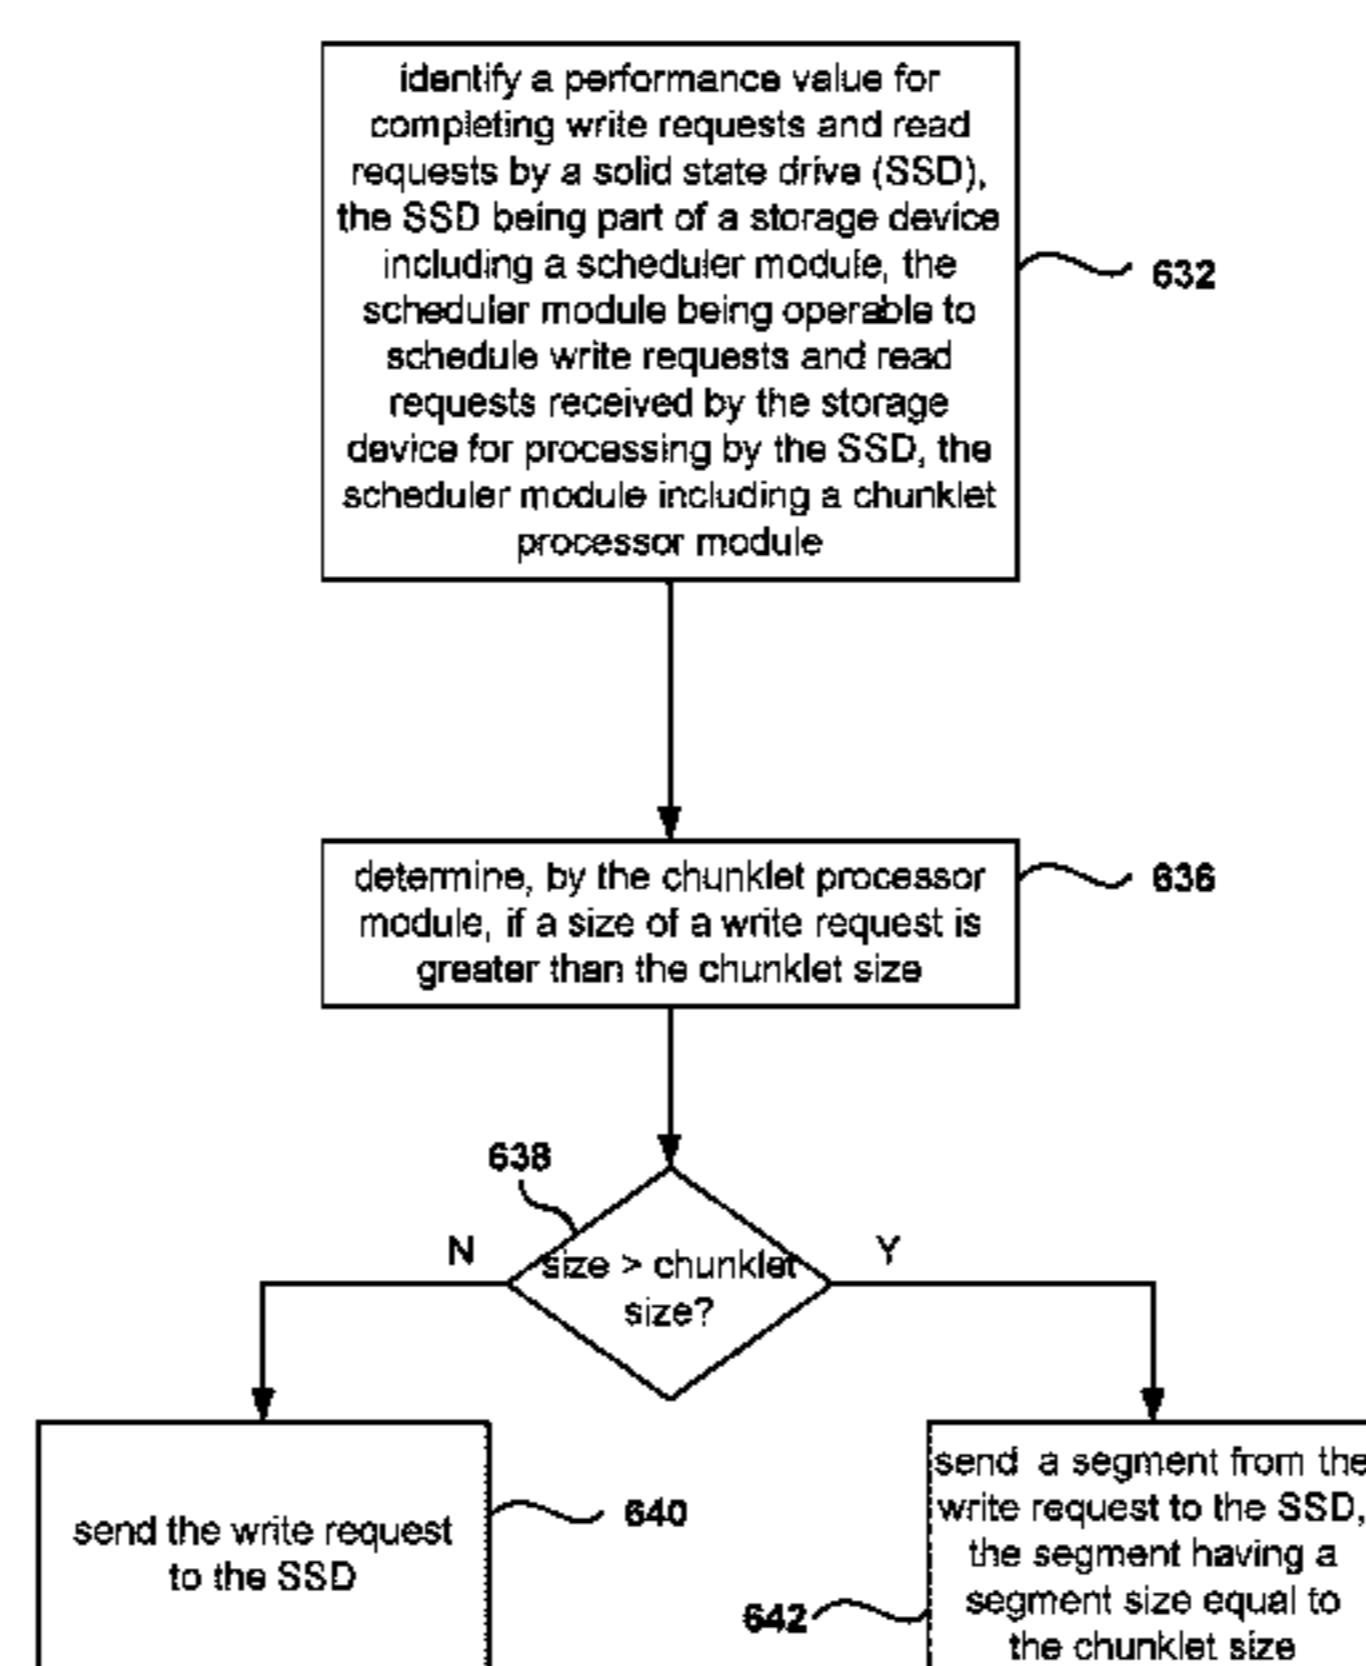 identify a performance value for
completing write requests and read
requests by a solid state drive (SSD),
the SSD being part of a storage device
including a scheduler module, the
scheduler module being operable to
schedule write requests and read
requests received by the storage
device for processing by the SSD, the
scheduler module including a chunklet
processor module
632
determine, by the chunklet processor
module, if a size of a write request is
greater than the chunklet size
636
638
N
size > chunklet
size?
Y
send the write request
to the SSD
640
send a segment from the
write request to the SSD,
the segment having a
segment size equal to
the chunklet size
642